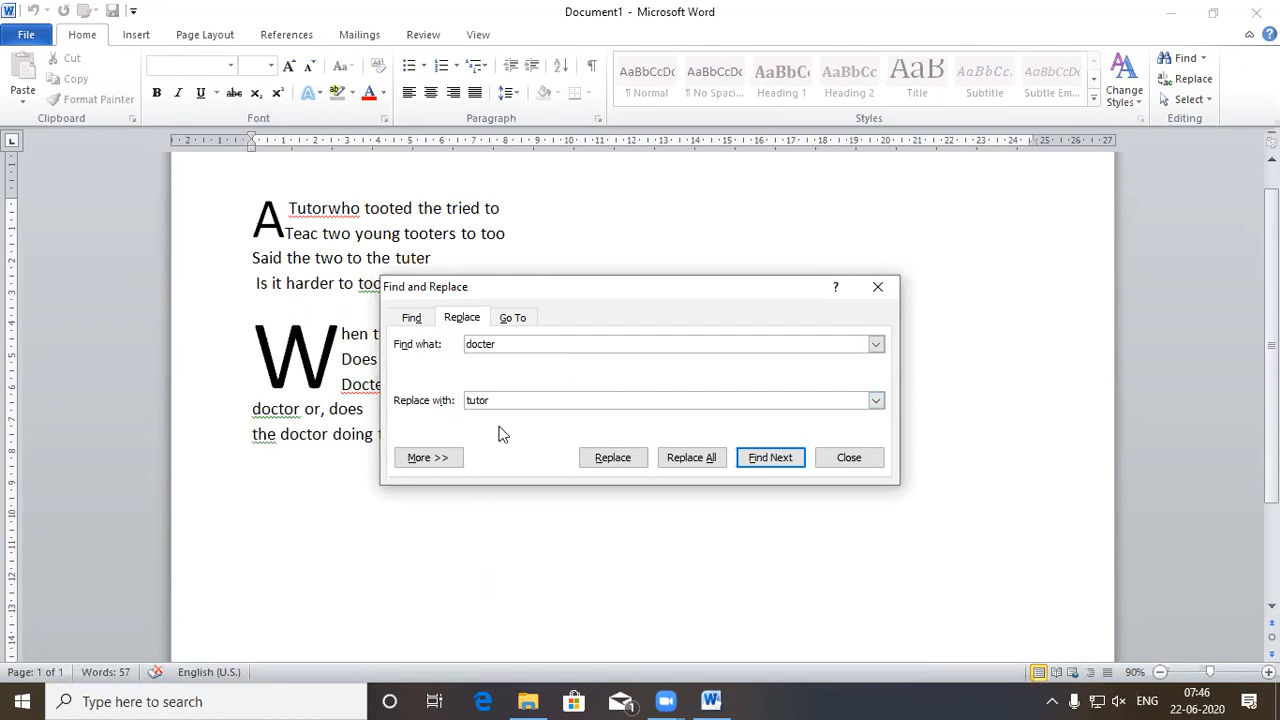 Document1 - Microsoft Word
File Home Insert Page Layout References Mailings Review View
Cut
Copy
Format Painter
Paste
Clipboard Font Paragraph Styles Editing
AaBbCcDc AaBbCcDc AaBbCc AaBbCc AaB AaBbCcD AaBbCcDt
¶ Normal ¶ No Spaci... Heading 1 Heading 2 Title Subtitle Subtle Em...
Change Styles
Find
Replace
Select
A Tutorwho tooted the tried to
Teac two young tooters to too
Said the two to the tuter
Is it harder to too
When t
Does
Docte
doctor or, does
the doctor doing t
Find and Replace
Find Replace Go To
Find what: docter
Replace with: tutor
More >> Replace Replace All Find Next Close
Page: 1 of 1 Words: 57 English (U.S.) 90%
Type here to search
ENG
07:46
22-06-2020